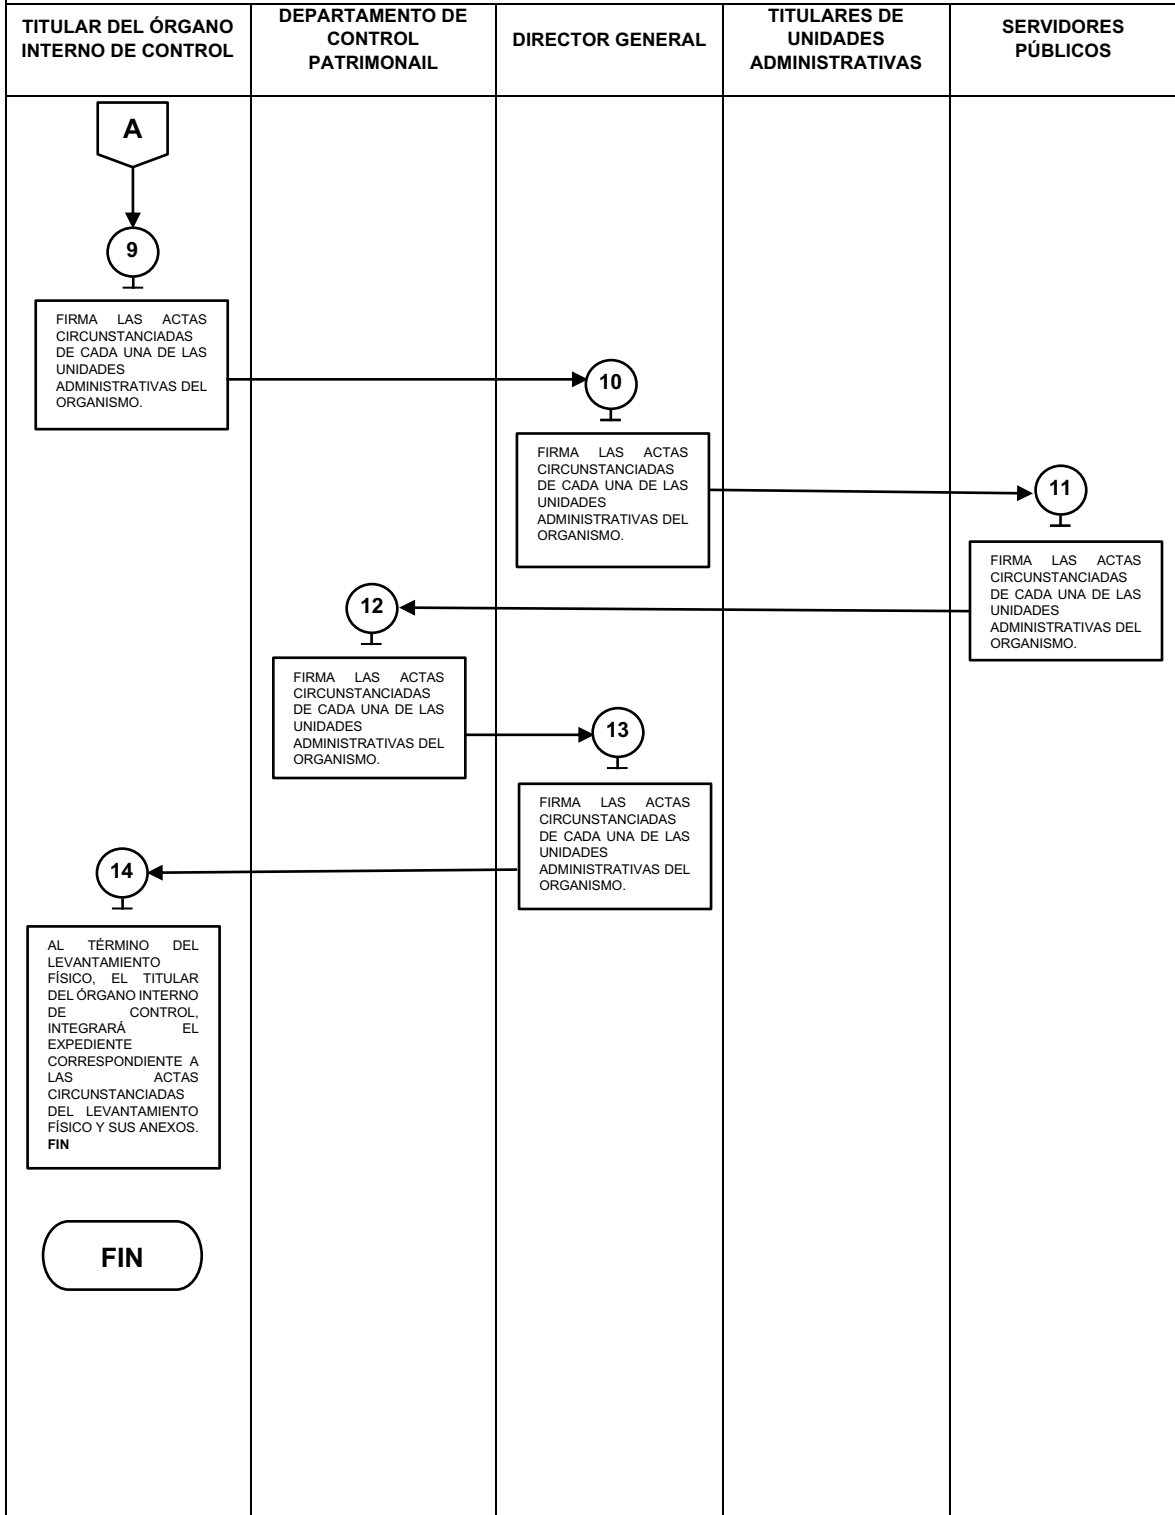 TITULAR DEL ÓRGANO
INTERNO DE CONTROL
DEPARTAMENTO DE
CONTROL
PATRIMONAIL
DIRECTOR GENERAL
TITULARES DE
UNIDADES
ADMINISTRATIVAS
SERVIDORES
PÚBLICOS
A
9
FIRMA LAS ACTAS
CIRCUNSTANCIADAS
DE CADA UNA DE LAS
UNIDADES
ADMINISTRATIVAS DEL
ORGANISMO.
10
FIRMA LAS ACTAS
CIRCUNSTANCIADAS
DE CADA UNA DE LAS
UNIDADES
ADMINISTRATIVAS DEL
ORGANISMO.
11
FIRMA LAS ACTAS
CIRCUNSTANCIADAS
DE CADA UNA DE LAS
UNIDADES
ADMINISTRATIVAS DEL
ORGANISMO.
12
FIRMA LAS ACTAS
CIRCUNSTANCIADAS
DE CADA UNA DE LAS
UNIDADES
ADMINISTRATIVAS DEL
ORGANISMO.
13
FIRMA LAS ACTAS
CIRCUNSTANCIADAS
DE CADA UNA DE LAS
UNIDADES
ADMINISTRATIVAS DEL
ORGANISMO.
14
AL TÉRMINO DEL
LEVANTAMIENTO
FÍSICO, EL TITULAR
DEL ÓRGANO INTERNO
DE CONTROL,
INTEGRARÁ EL
EXPEDIENTE
CORRESPONDIENTE A
LAS ACTAS
CIRCUNSTANCIADAS
DEL LEVANTAMIENTO
FÍSICO Y SUS ANEXOS.
FIN
FIN